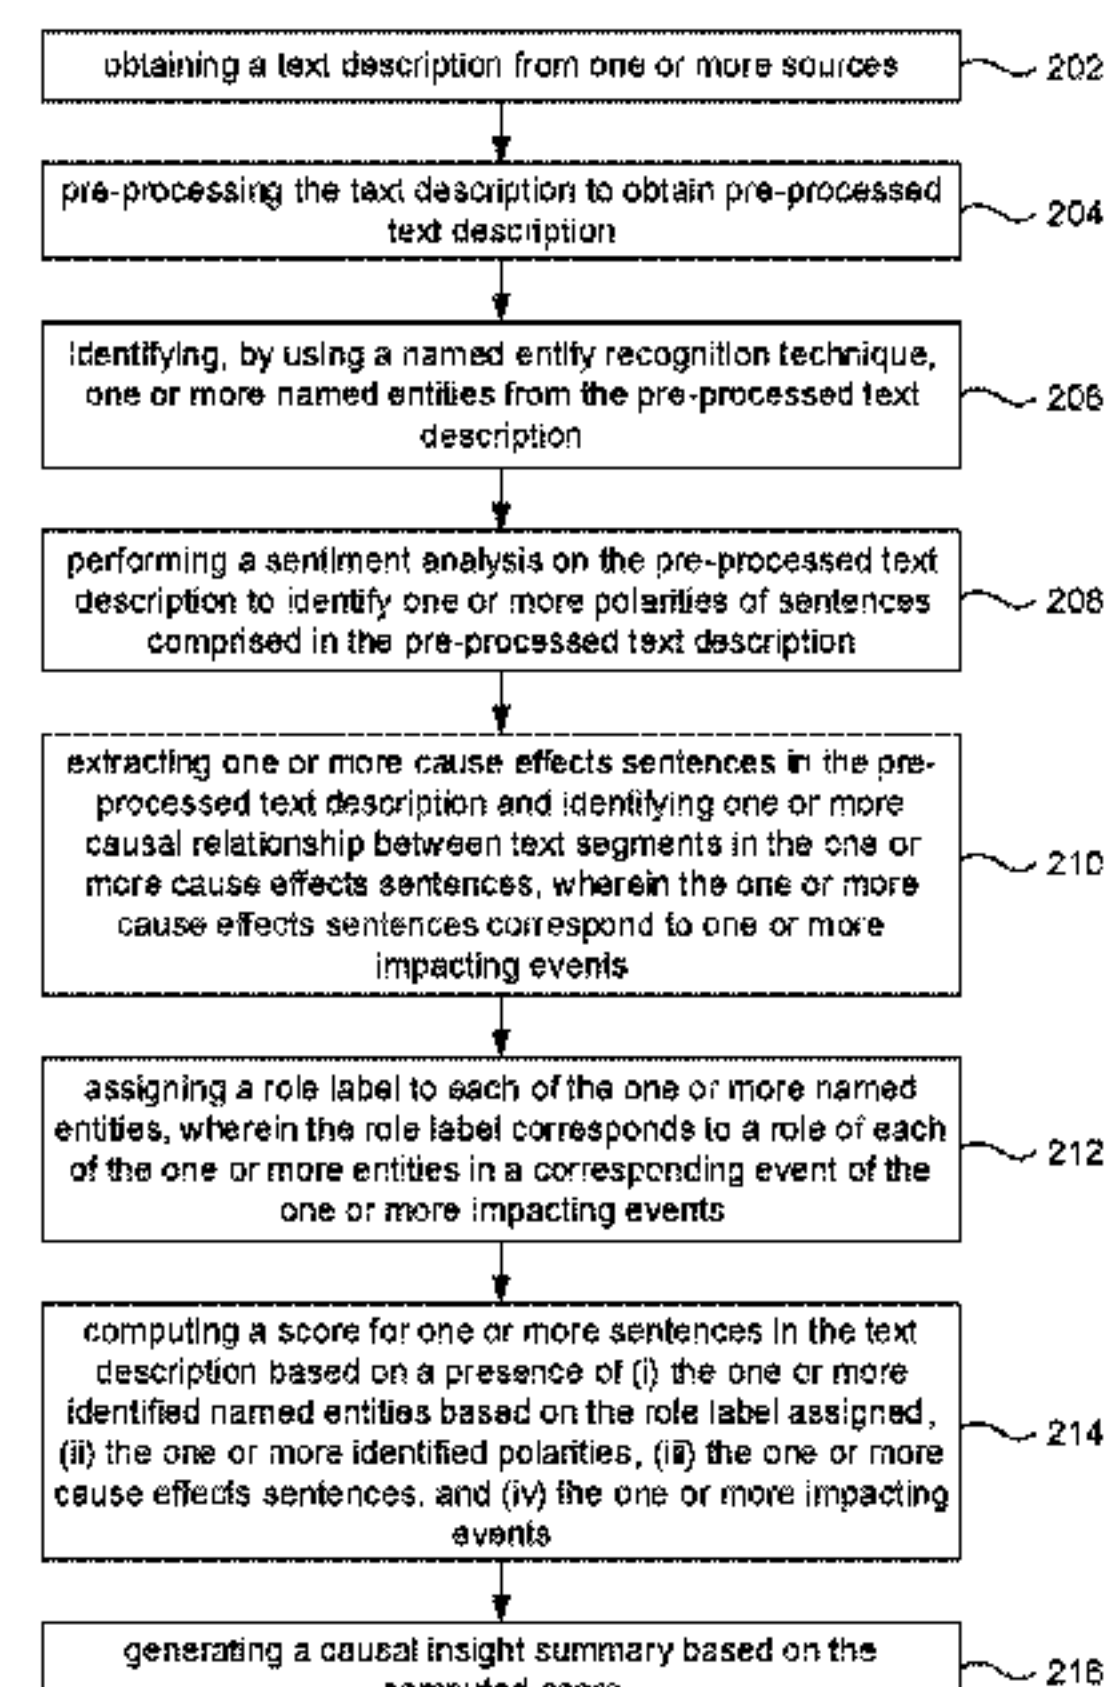 obtaining a text description from one or more sources
202
pre-processing the text description to obtain pre-processed
text description
204
identifying, by using a named entify recognition technique,
one or more named entities from the pre-processed text
description
206
performing a sentiment analysis on the pre-processed text
description to identify one or more polarities of sentences
comprised in the pre-processed text description
208
extracting one or more cause effects sentences in the pre-
processed text description and identifying one or more
causal relationship between text segments in the one or
more cause effects sentences, wherein the one or more
cause effects sentences correspond to one or more
impacting events
210
assigning a role label to each of the one or more named
entities, wherein the role label corresponds to a role of each
of the one or more entities in a corresponding event of the
one or more impacting events
212
computing a score for one or more sentences in the text
description based on a presence of (i) the one or more
identified named entities based on the role label assigned,
(ii) the one or more identified polarities, (iii) the one or more
cause effects sentences, and (iv) the one or more impacting
events
214
generating a causal insight summary based on the
216